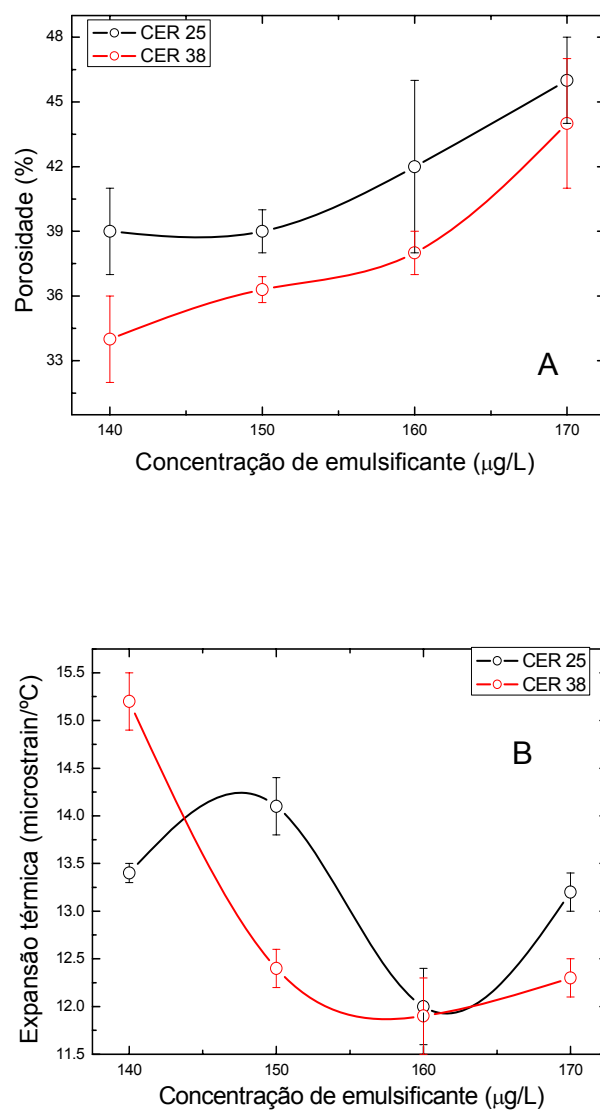 48
45
42
39
36
33
Porosidade (%)
CER 25
CER 38
A
140 150 160 170
Concentração de emulsificante (μg/L)
15.5
15.0
14.5
14.0
13.5
13.0
12.5
12.0
11.5
Expansão térmica (microstrain/ºC)
CER 25
CER 38
B
140 150 160 170
Concentração de emulsificante (μg/L)